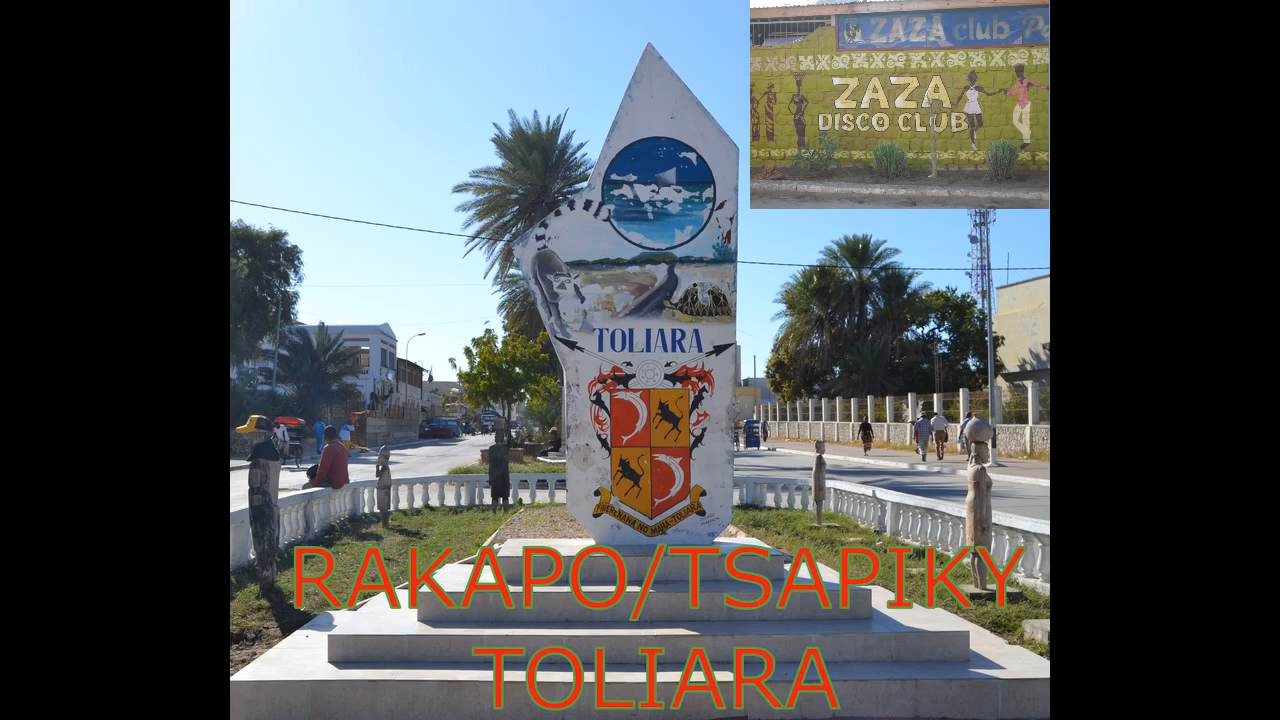 ZAZA club
ZAZA
DISCO CLUB
TOLIARA
RAKAPO/TSAPIKY
TOLIARA